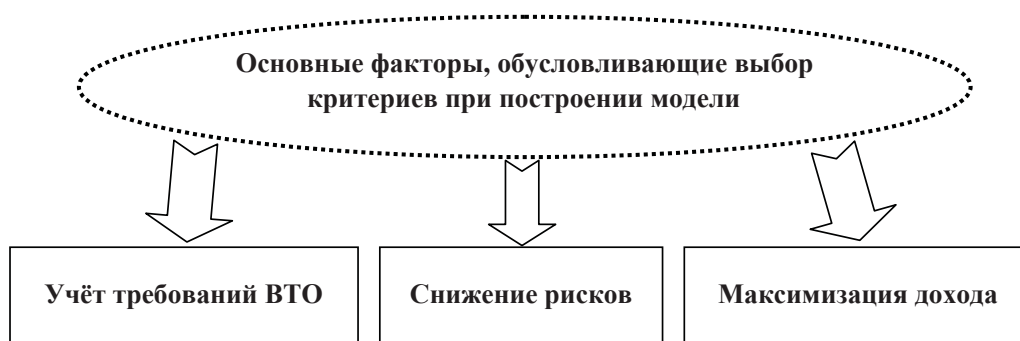 Основные факторы, обусловливающие выбор
критериев при построении модели
Учёт требований ВТО
Снижение рисков
Максимизация дохода